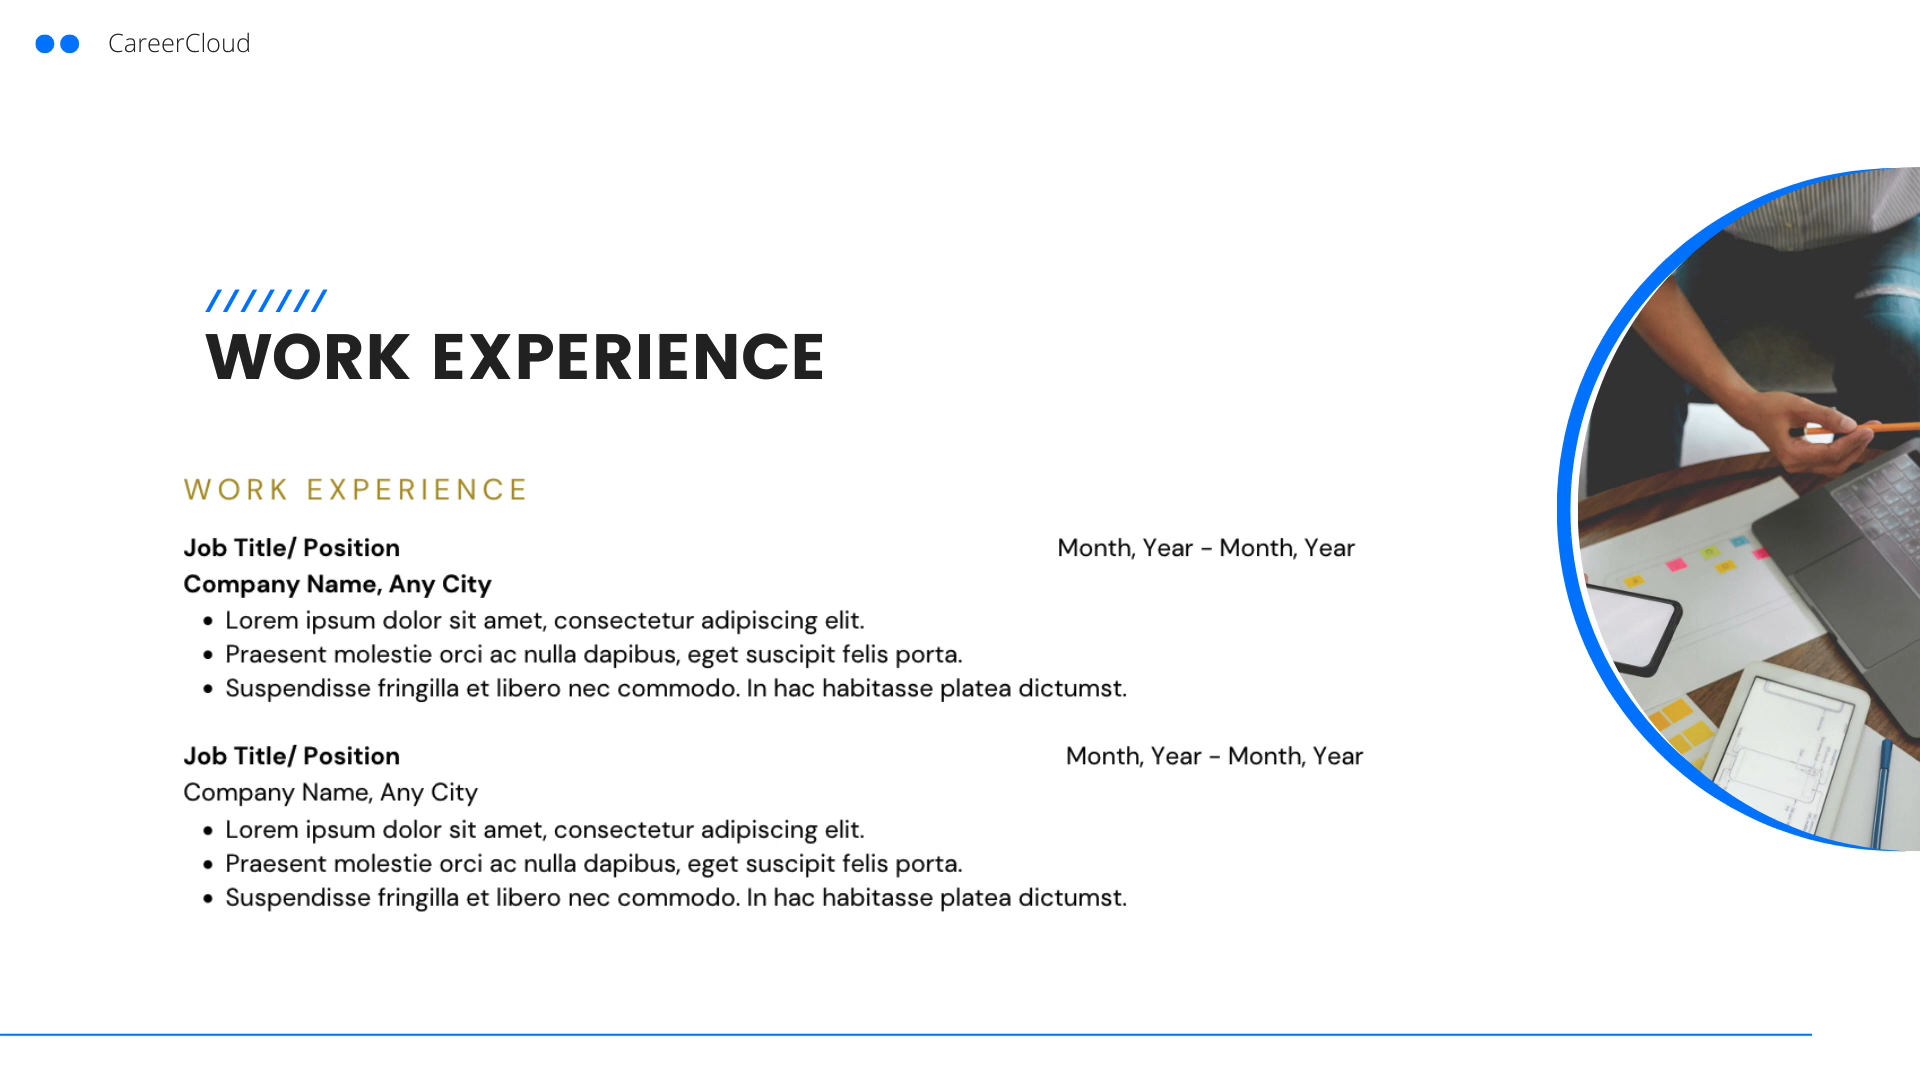 CareerCloud
///////
WORK EXPERIENCE
WORK EXPERIENCE
Job Title/ Position Month, Year - Month, Year
Company Name, Any City
• Lorem ipsum dolor sit amet, consectetur adipiscing elit.
• Praesent molestie orci ac nulla dapibus, eget suscipit felis porta.
• Suspendisse fringilla et libero nec commodo. In hac habitasse platea dictumst.
Job Title/ Position Month, Year - Month, Year
Company Name, Any City
• Lorem ipsum dolor sit amet, consectetur adipiscing elit.
• Praesent molestie orci ac nulla dapibus, eget suscipit felis porta.
• Suspendisse fringilla et libero nec commodo. In hac habitasse platea dictumst.